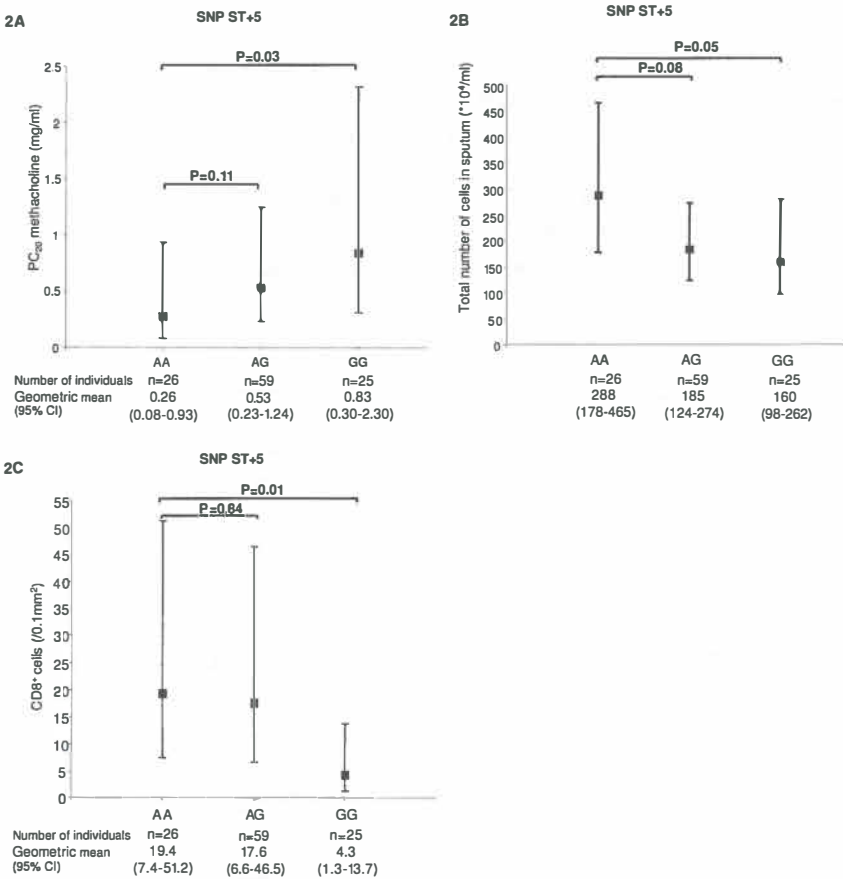 2A
SNP ST+5
P=0.03
P=0.11
PC20 methacholine (mg/ml)
2.5
2
1.5
1
0.5
0
AA AG GG
Number of individuals n=26 n=59 n=25
Geometric mean 0.26 0.53 0.83
(95% CI) (0.08-0.93) (0.23-1.24) (0.30-2.30)
2B
SNP ST+5
P=0.05
P=0.08
Total number of cells in sputum (*10⁴/ml)
500
450
400
350
300
250
200
150
100
50
0
AA AG GG
n=26 n=59 n=25
288 185 160
(178-465) (124-274) (98-262)
2C
SNP ST+5
P=0.01
P=0.84
CD8⁺ cells (/0.1mm²)
55
50
45
40
35
30
25
20
15
10
5
0
AA AG GG
Number of individuals n=26 n=59 n=25
Geometric mean 19.4 17.6 4.3
(95% CI) (7.4-51.2) (6.6-46.5) (1.3-13.7)